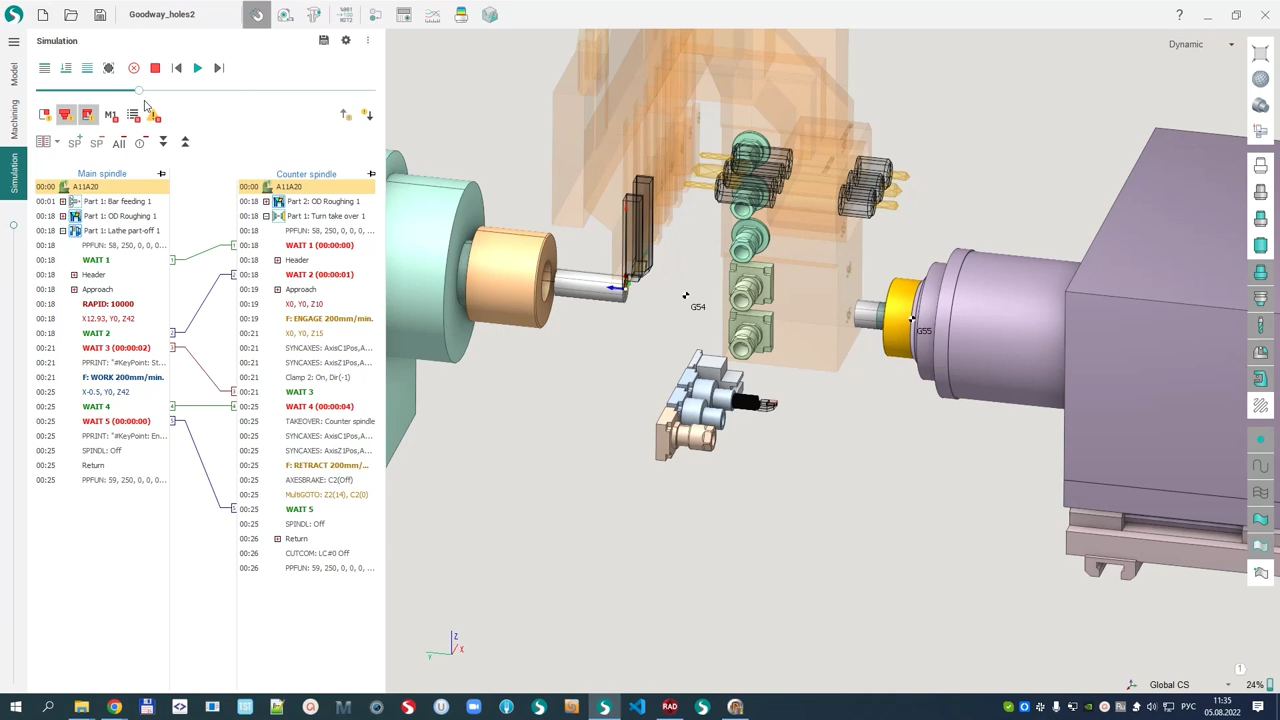 Goodway_holes2
Simulation
Dynamic
Model
Machining
Simulation
M1
SP SP All
Main spindle
00:00 A11A20
00:01 Part 1: Bar feeding 1
00:18 Part 1: OD Roughing 1
00:18 Part 1: Lathe part-off 1
00:18 PPFUN: 58, 250, 0, 0, 0, ...
00:18 WAIT 1
00:18 Header
00:18 Approach
00:18 RAPID: 10000
00:18 X12.93, Y0, Z42
00:18 WAIT 2
00:21 WAIT 3 (00:00:02)
00:21 PPRINT: "#KeyPoint: St...
00:21 F: WORK 200mm/min.
00:25 X-0.5, Y0, Z42
00:25 WAIT 4
00:25 WAIT 5 (00:00:00)
00:25 PPRINT: "#KeyPoint: En...
00:25 SPINDL: Off
00:25 Return
00:25 PPFUN: 59, 250, 0, 0, 0, ...
Counter spindle
00:00 A11A20
00:18 Part 2: OD Roughing 1
00:18 Part 1: Turn take over 1
00:18 PPFUN: 58, 250, 0, 0, 0, ...
00:18 WAIT 1 (00:00:00)
00:18 Header
00:18 WAIT 2 (00:00:01)
00:19 Approach
00:19 X0, Y0, Z10
00:19 F: ENGAGE 200mm/min.
00:21 X0, Y0, Z15
00:21 SYNCAXES: AxisC1Pos,A...
00:21 SYNCAXES: AxisZ1Pos,A...
00:21 Clamp 2: On, Dir(-1)
00:21 WAIT 3
00:25 WAIT 4 (00:00:04)
00:25 TAKEOVER: Counter spindle
00:25 SYNCAXES: AxisC1Pos,A...
00:25 SYNCAXES: AxisZ1Pos,A...
00:25 F: RETRACT 200mm/...
00:25 AXESBRAKE: C2(Off)
00:25 MultiGOTO: Z2(14), C2(0)
00:25 WAIT 5
00:25 SPINDL: Off
00:26 Return
00:26 CUTCOM: LC#0 Off
00:26 PPFUN: 59, 250, 0, 0, 0, ...
G54
G55
Z
X
Y
1
Global CS
24%
РУС
11:35
05.08.2022